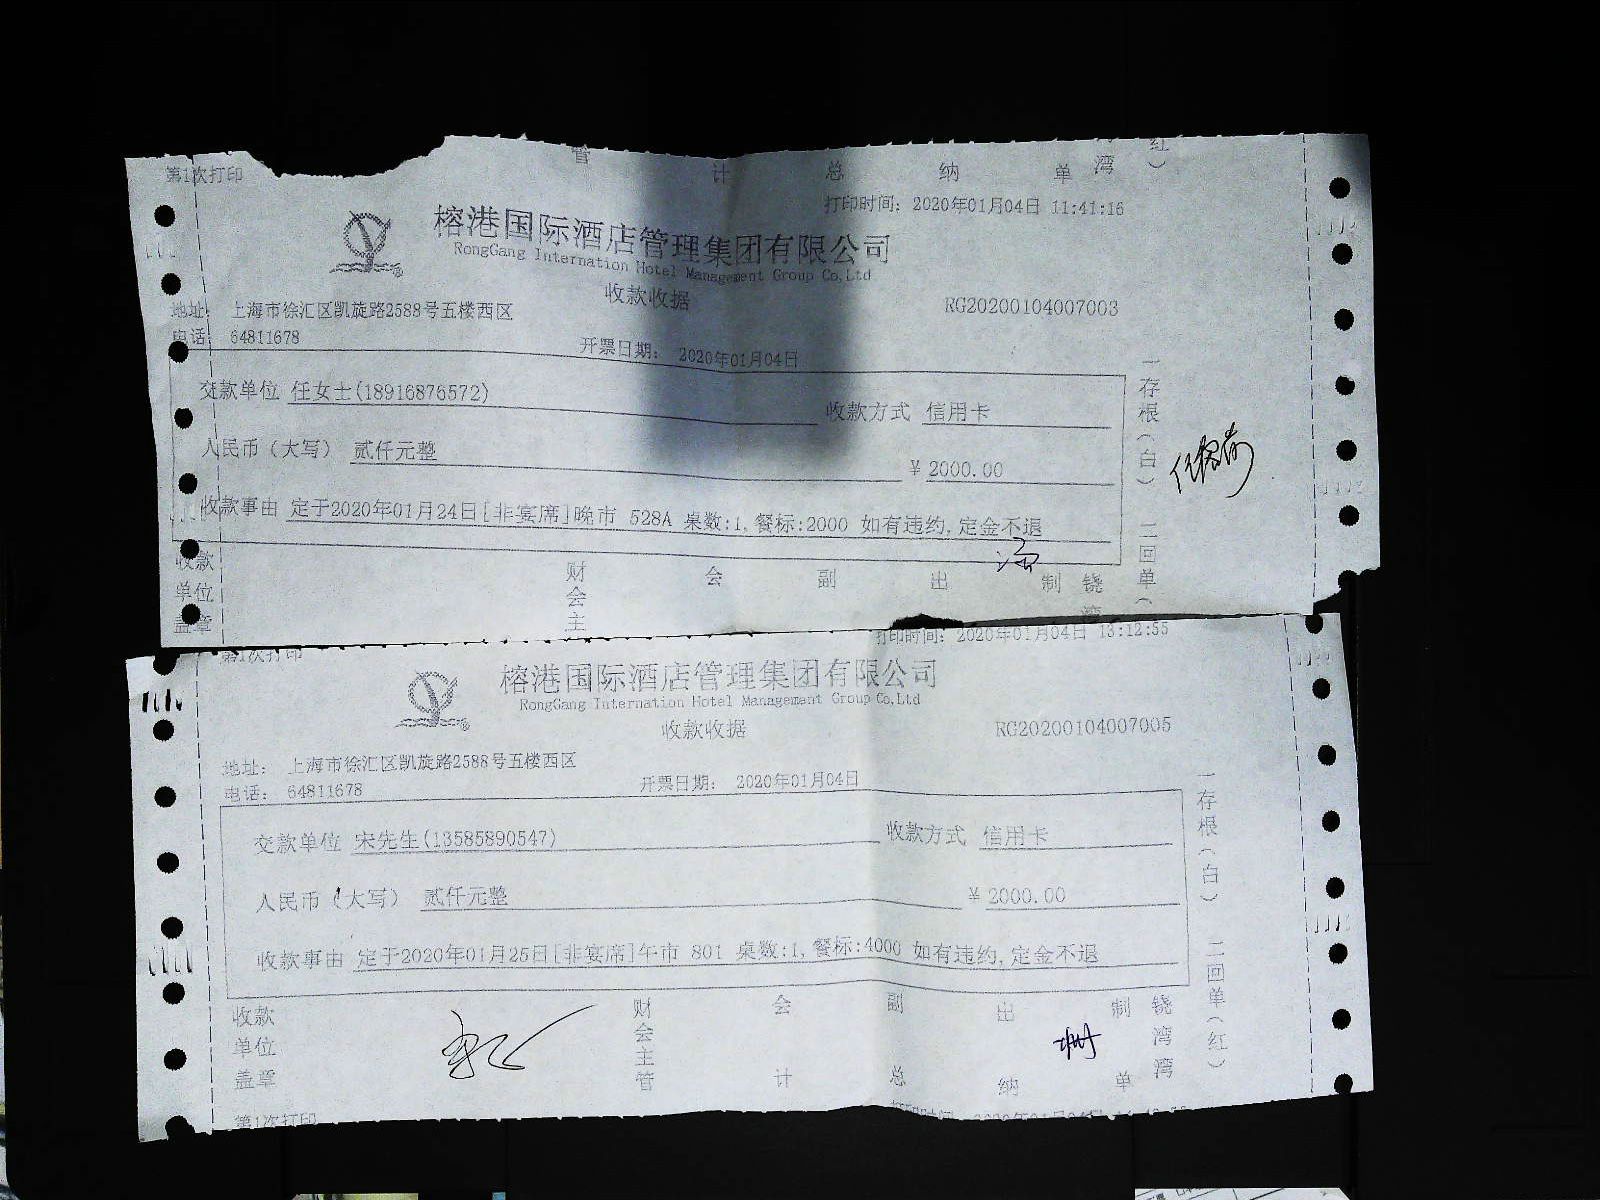 管 计 总 纳 单 湾 红）
第1次打印
打印时间: 2020年01月04日 11:41:16
榕港国际酒店管理集团有限公司
RongGang Internation Hotel Management Group Co,Ltd
收款收据
RG20200104007003
地址: 上海市徐汇区凯旋路2588号五楼西区
电话: 64811678
开票日期: 2020年01月04日
交款单位 任女士(18916876572)
收款方式 信用卡
人民币（大写） 贰仟元整
￥2000.00
收款事由 定于2020年01月24日[非宴席]晚市 528A 桌数:1,餐标:2000 如有违约,定金不退
一存根（白） 二回单（
收款单位盖章
财会主
会 副 出 制 铙湾
打印时间: 2020年01月04日 13:12:55
第1次打印
榕港国际酒店管理集团有限公司
RongGang Internation Hotel Management Group Co,Ltd
收款收据
RG20200104007005
地址: 上海市徐汇区凯旋路2588号五楼西区
电话: 64811678
开票日期: 2020年01月04日
交款单位 宋先生(13585890547)
收款方式 信用卡
人民币（大写） 贰仟元整
￥2000.00
收款事由 定于2020年01月25日[非宴席]午市 801 桌数:1,餐标:4000 如有违约,定金不退
一存根（白） 二回单（红）
收款单位盖章
财会主管
会计 副总 出纳 制单 铙湾湾
第1次打印